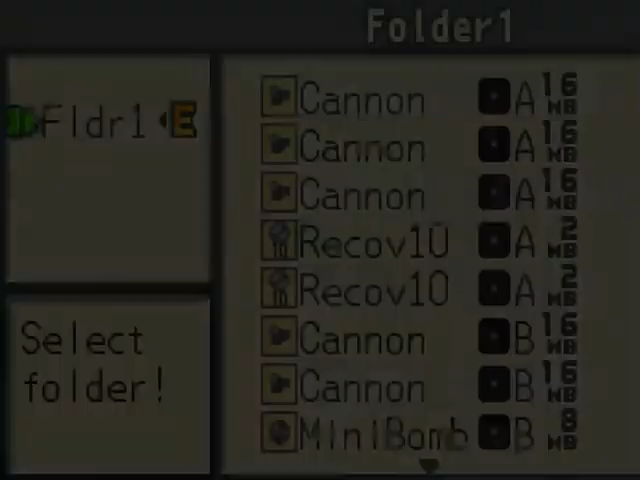 Folder1
Fldr1 E
Select
folder!
Cannon A 16 MB
Cannon A 16 MB
Cannon A 16 MB
Recov10 A 2 MB
Recov10 A 2 MB
Cannon B 16 MB
Cannon B 16 MB
MiniBomb B 8 MB